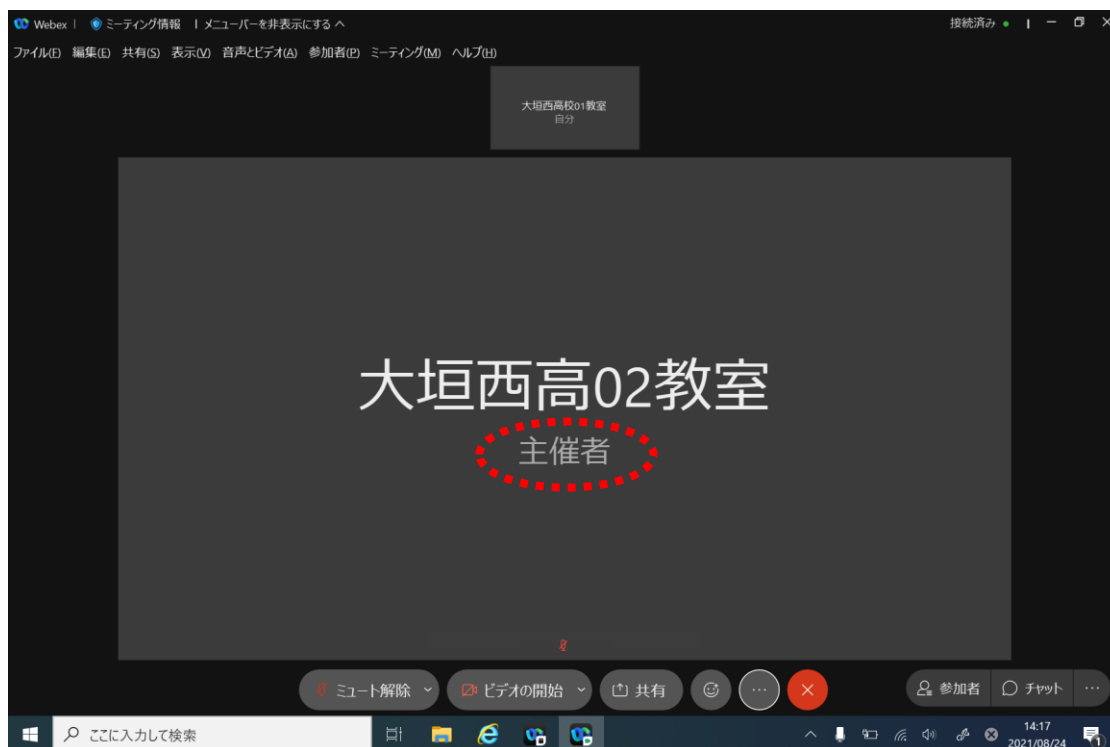 Webex | ミーティング情報 | メニューバーを非表示にする 接続済み
ファイル(F) 編集(E) 共有(S) 表示(V) 音声とビデオ(A) 参加者(P) ミーティング(M) ヘルプ(H)
大垣西高校01教室
自分
大垣西高02教室
主催者
ミュート解除 ビデオの開始 共有 参加者 チャット
ここに入力して検索 14:17
2021/08/24